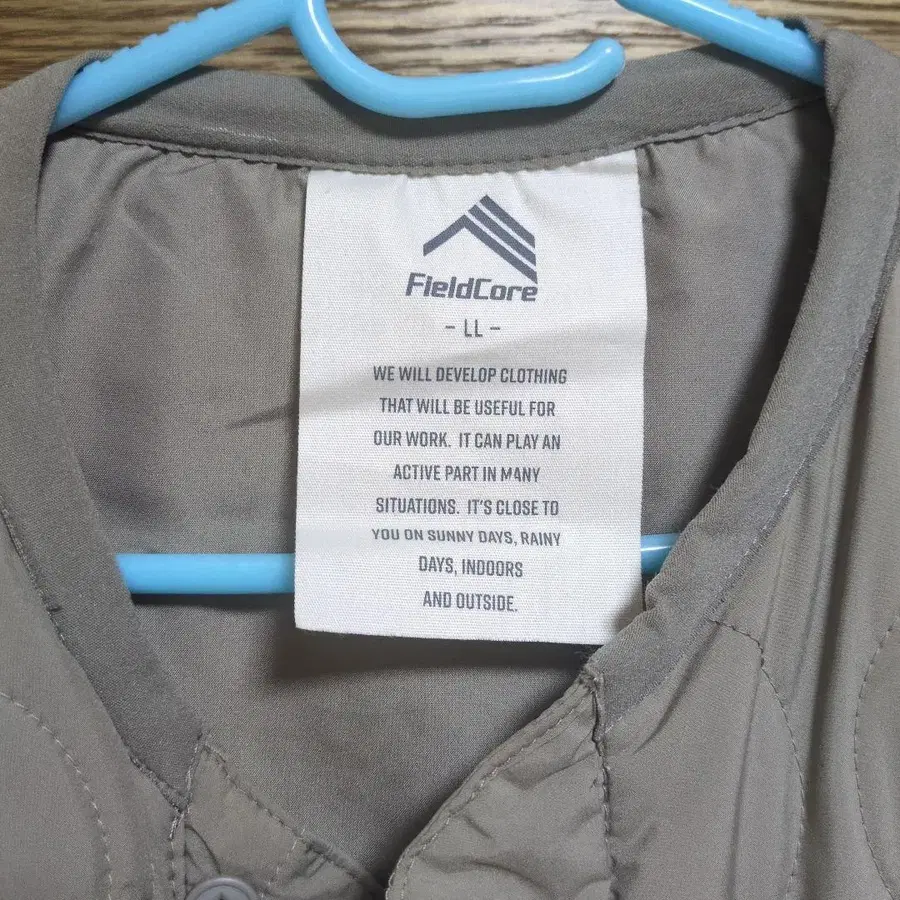 FieldCore
- LL -
WE WILL DEVELOP CLOTHING
THAT WILL BE USEFUL FOR
OUR WORK. IT CAN PLAY AN
ACTIVE PART IN MANY
SITUATIONS. IT'S CLOSE TO
YOU ON SUNNY DAYS, RAINY
DAYS, INDOORS
AND OUTSIDE.